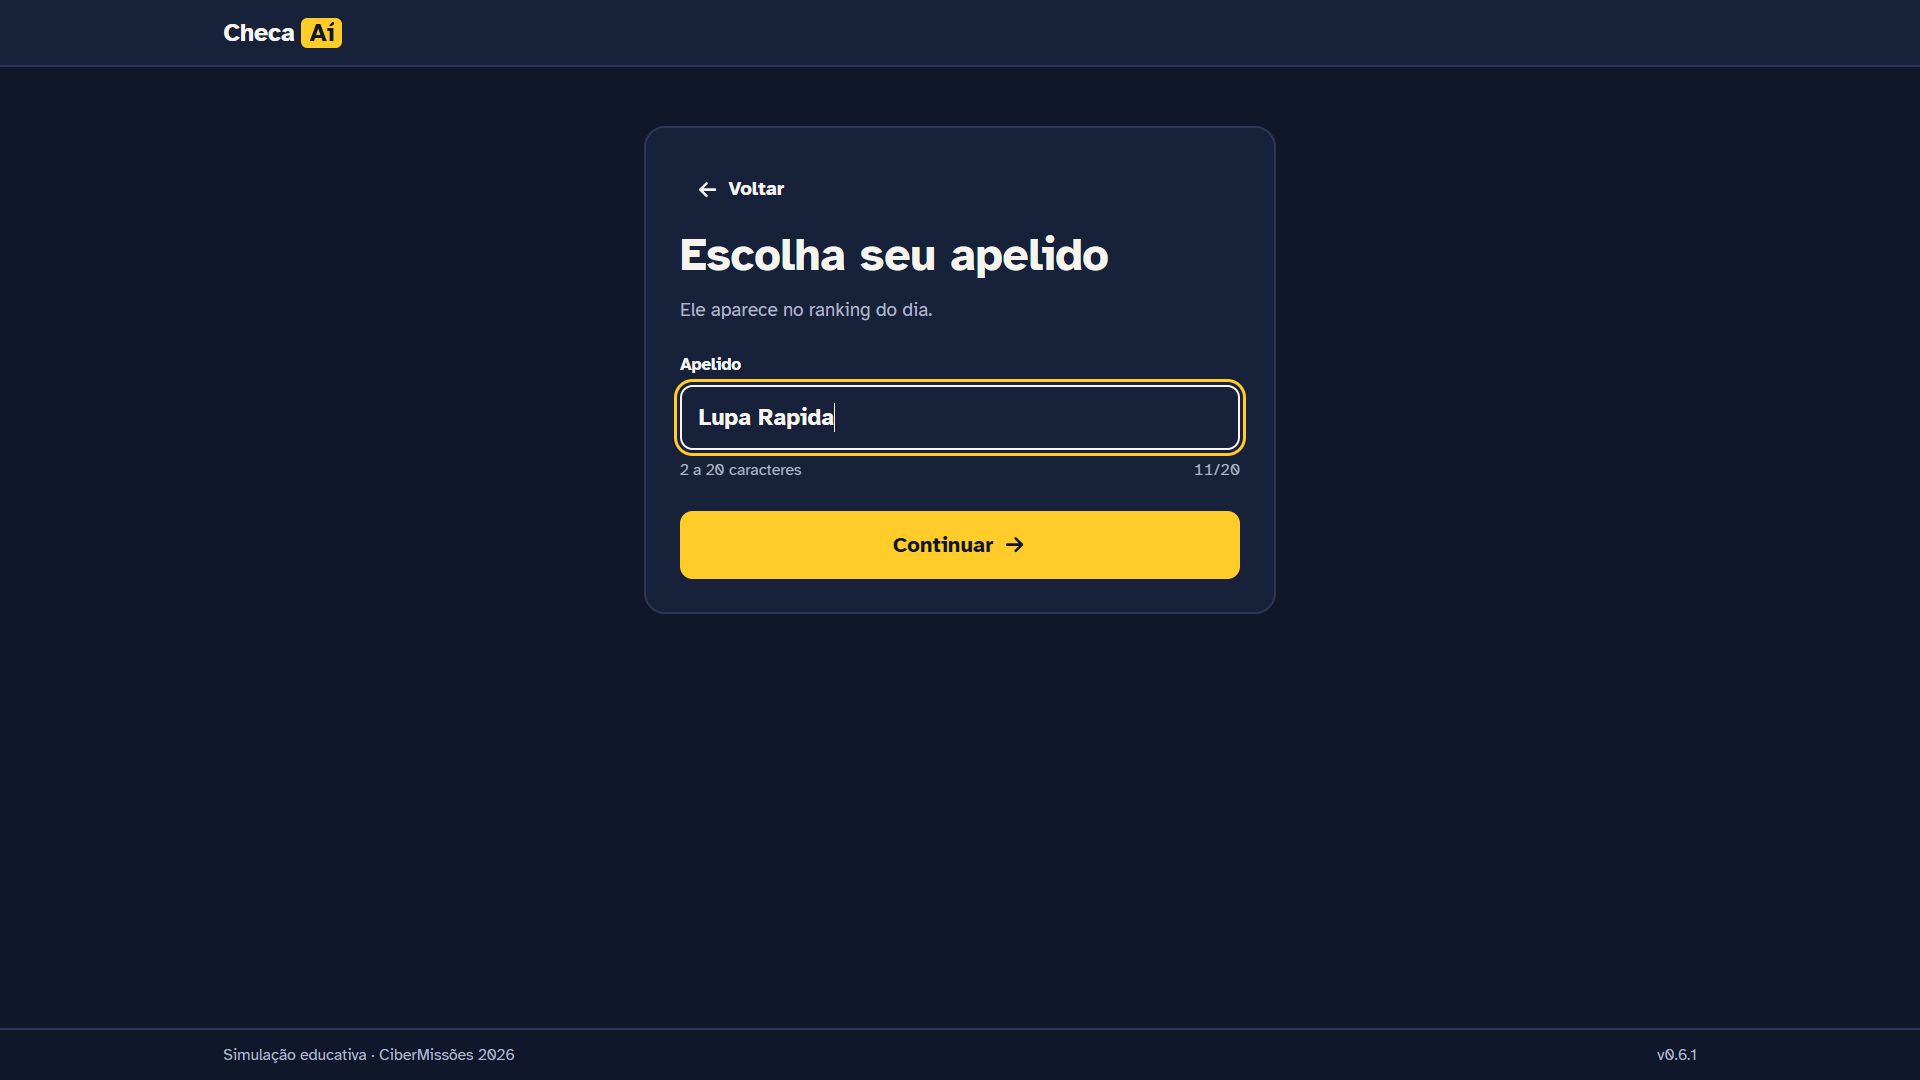 Checa Aí
Voltar
Escolha seu apelido
Ele aparece no ranking do dia.
Apelido
Lupa Rapida
2 a 20 caracteres 11/20
Continuar
Simulação educativa · CiberMissões 2026 v0.6.1